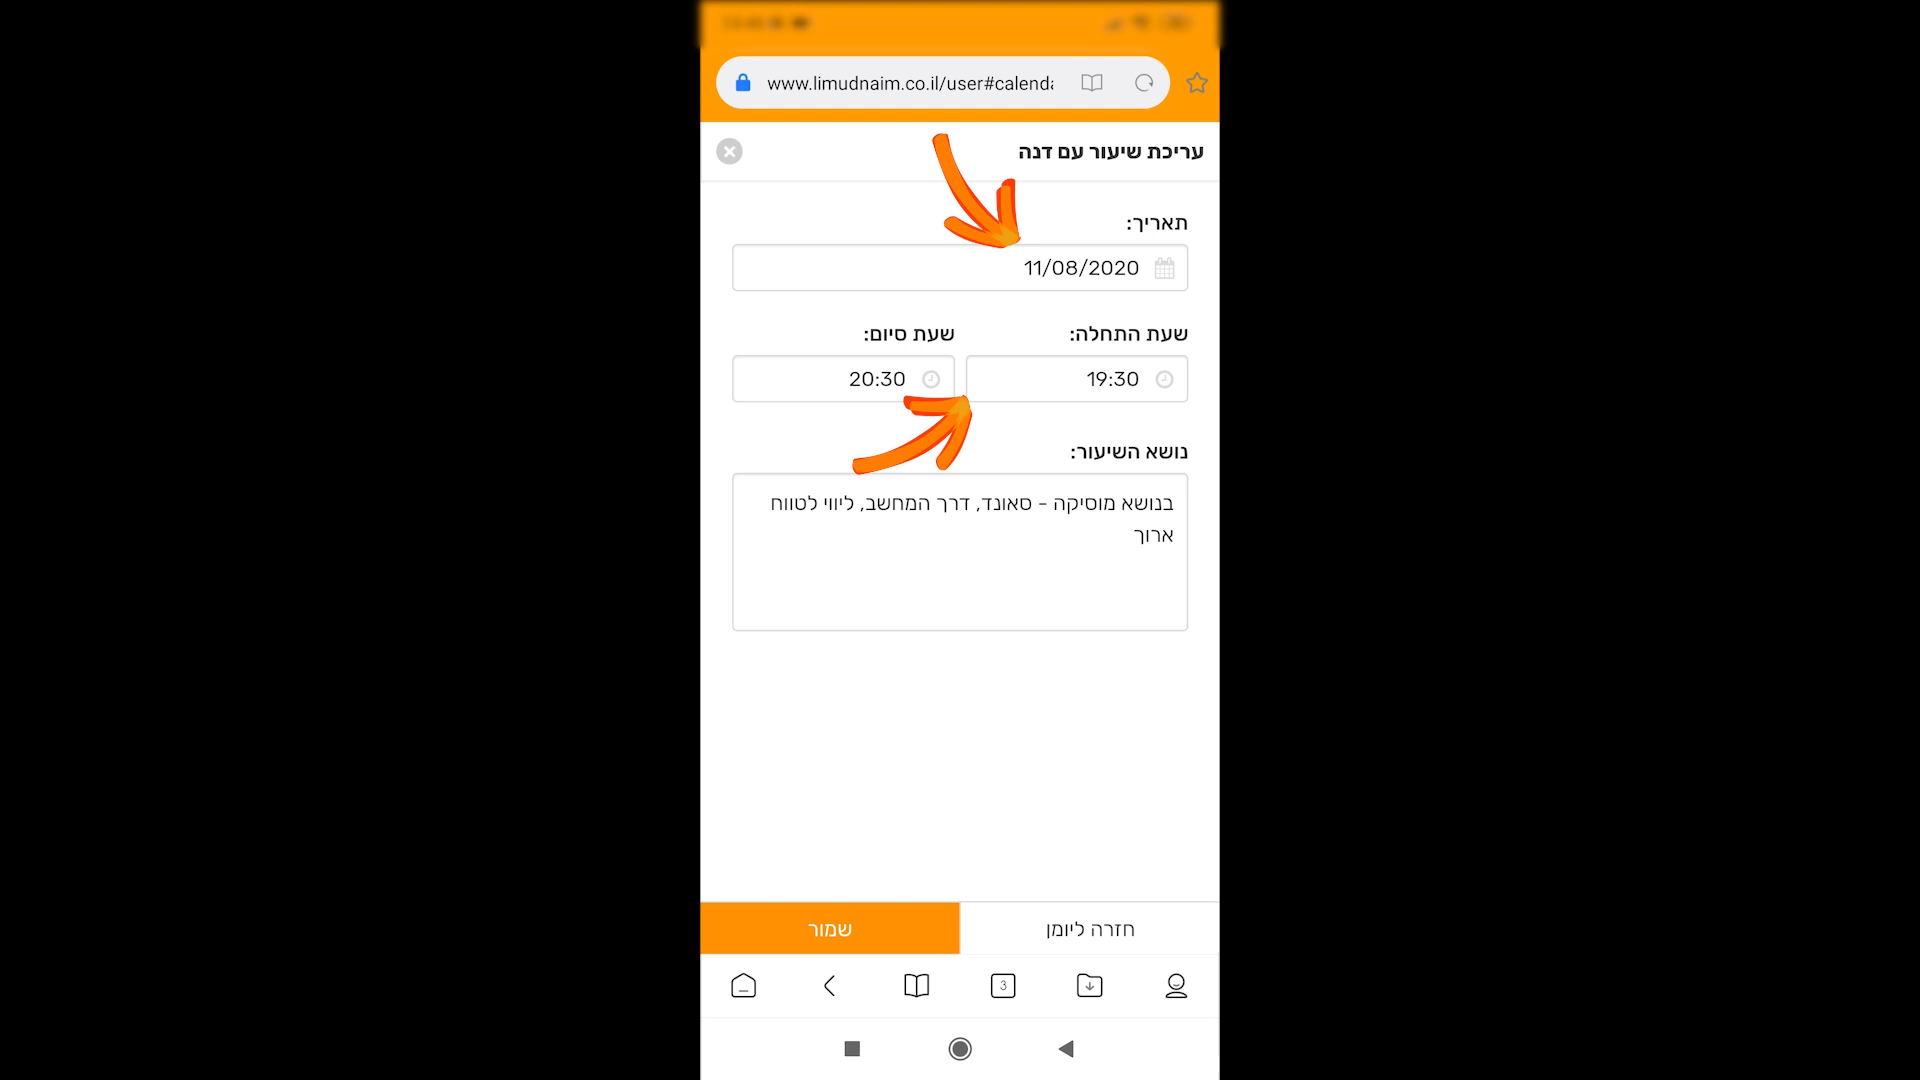 www.limudnaim.co.il/user#calenda
עריכת שיעור עם דנה
תאריך:
11/08/2020
שעת התחלה:
שעת סיום:
19:30
20:30
נושא השיעור:
בנושא מוסיקה - סאונד, דרך המחשב, ליווי לטווח
ארוך
חזרה ליומן
שמור
3